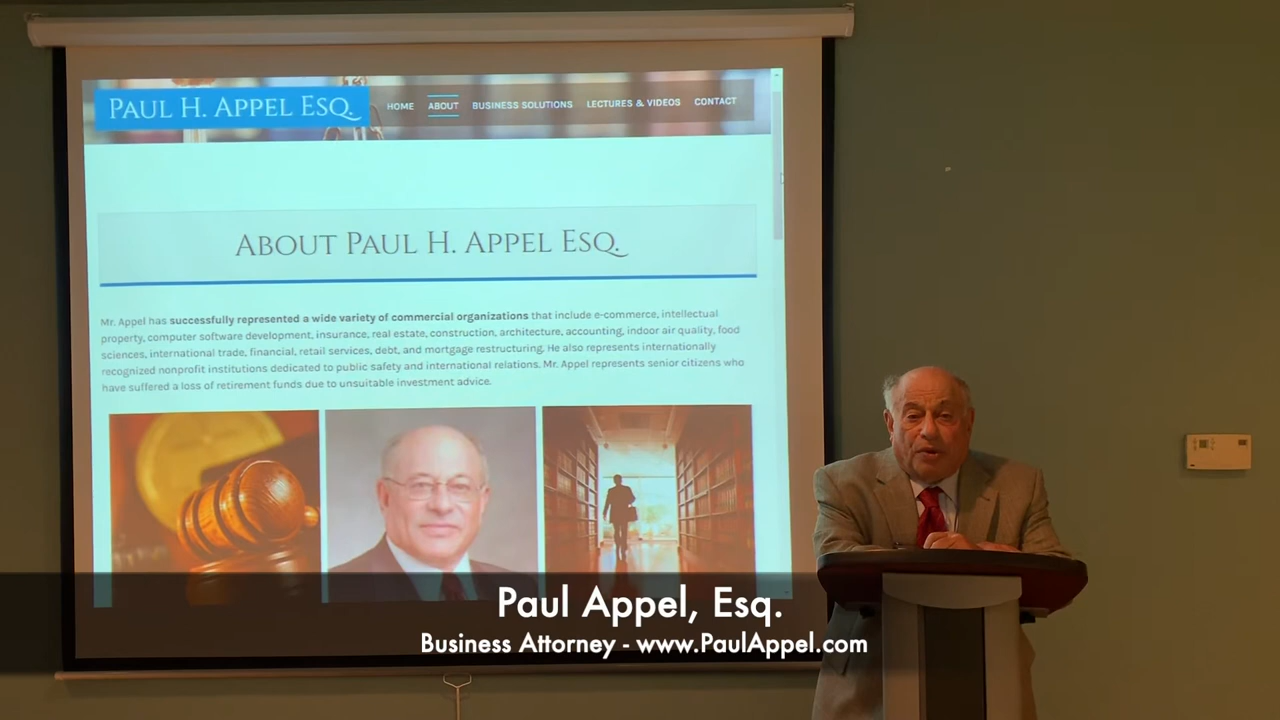 PAUL H. APPEL ESQ.
HOME ABOUT BUSINESS SOLUTIONS LECTURES & VIDEOS CONTACT
ABOUT PAUL H. APPEL ESQ.
Mr. Appel has successfully represented a wide variety of commercial organizations that include e-commerce, intellectual
property, computer software development, insurance, real estate, construction, architecture, accounting, indoor air quality, food
sciences, international trade, financial, retail services, debt, and mortgage restructuring. He also represents internationally
recognized nonprofit institutions dedicated to public safety and international relations. Mr. Appel represents senior citizens who
have suffered a loss of retirement funds due to unsuitable investment advice.
Paul Appel, Esq.
Business Attorney - www.PaulAppel.com